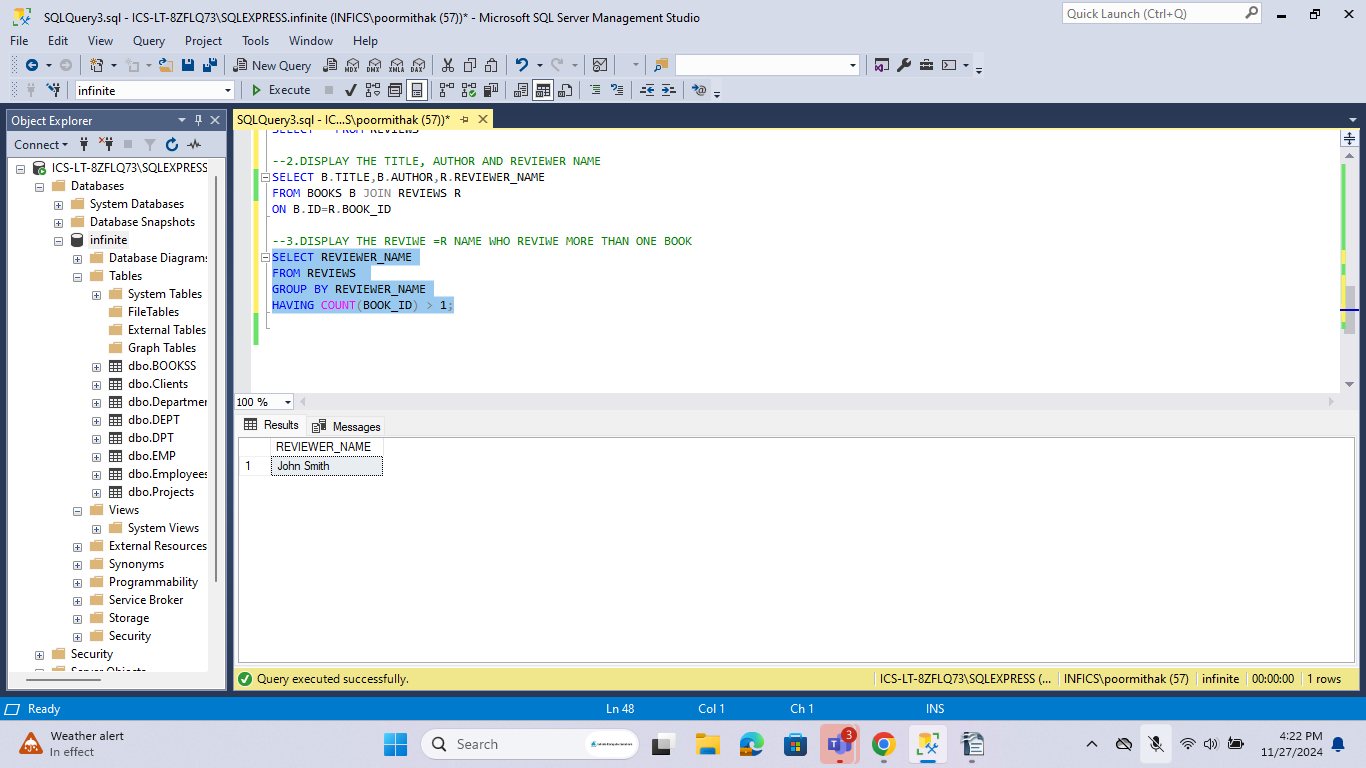 SQLQuery3.sql - ICS-LT-8ZFLQ73\SQLEXPRESS.infinite (INFICS\poormithak (57))* - Microsoft SQL Server Management Studio
Quick Launch (Ctrl+Q)
File Edit View Query Project Tools Window Help
New Query
MDX DMX XMLA DAX
infinite
Execute
Object Explorer
SQLQuery3.sql - IC...S\poormithak (57))*
Connect
ICS-LT-8ZFLQ73\SQLEXPRESS
Databases
System Databases
Database Snapshots
infinite
Database Diagrams
Tables
System Tables
FileTables
External Tables
Graph Tables
dbo.BOOKSS
dbo.Clients
dbo.Departmer
dbo.DEPT
dbo.DPT
dbo.EMP
dbo.Employees
dbo.Projects
Views
System Views
External Resources
Synonyms
Programmability
Service Broker
Storage
Security
Security
Server Objects
SELECT * FROM REVIEWS
--2.DISPLAY THE TITLE, AUTHOR AND REVIEWER NAME
SELECT B.TITLE,B.AUTHOR,R.REVIEWER_NAME
FROM BOOKS B JOIN REVIEWS R
ON B.ID=R.BOOK_ID
--3.DISPLAY THE REVIWE =R NAME WHO REVIWE MORE THAN ONE BOOK
SELECT REVIEWER_NAME
FROM REVIEWS
GROUP BY REVIEWER_NAME
HAVING COUNT(BOOK_ID) > 1;
100 %
Results Messages
REVIEWER_NAME
1 John Smith
Query executed successfully.
ICS-LT-8ZFLQ73\SQLEXPRESS (... INFICS\poormithak (57) infinite 00:00:00 1 rows
Ready Ln 48 Col 1 Ch 1 INS
Weather alert
In effect
Search
3
4:22 PM
11/27/2024